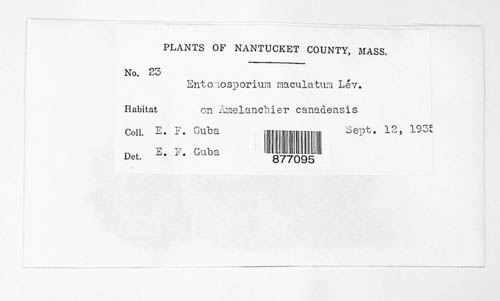 PLANTS OF NANTUCKET COUNTY, MASS.
No. 23
Entomosporium maculatum Lév.
Habitat on Amelanchier canadensis
Coll. E. F. Guba Sept. 12, 1935
Det. E. F. Guba
877095